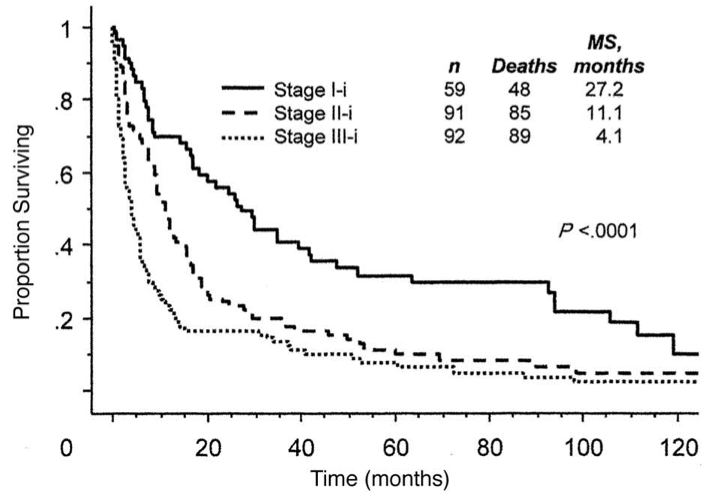 MS,
n Deaths months
Stage I-i 59 48 27.2
Stage II-i 91 85 11.1
Stage III-i 92 89 4.1
P <.0001
Proportion Surviving
1
.8
.6
.4
.2
0 20 40 60 80 100 120
Time (months)